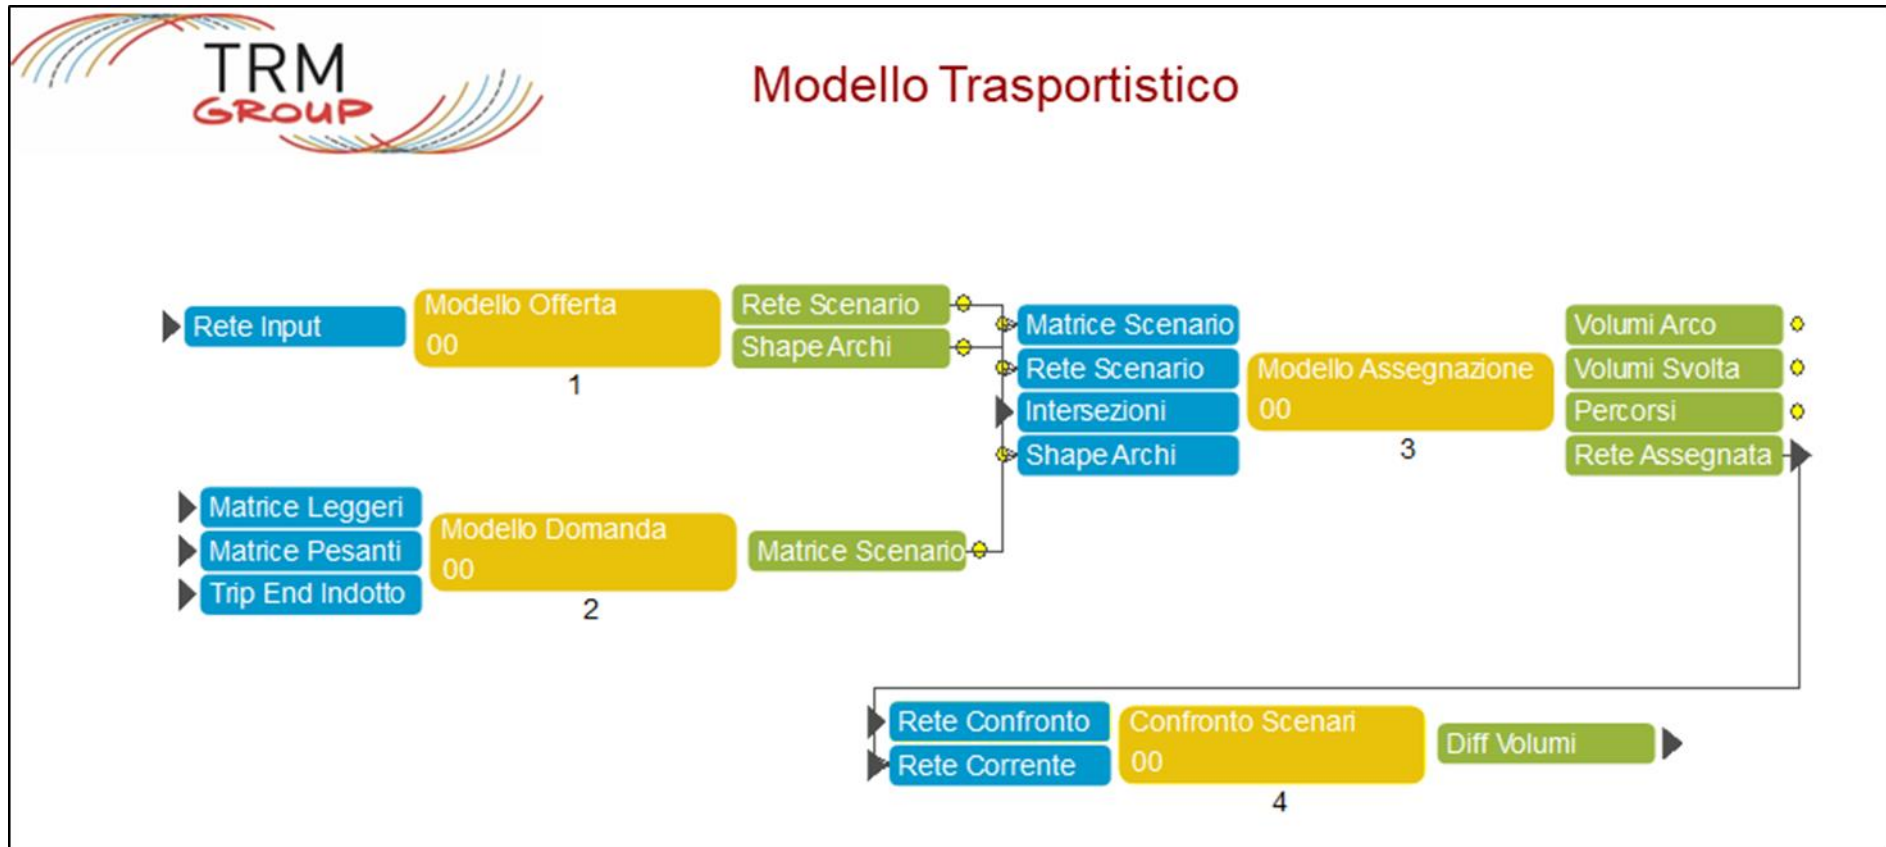 TRM
GROUP
Modello Trasportistico
Rete Input
Modello Offerta
00
1
Rete Scenario
Shape Archi
Matrice Leggeri
Matrice Pesanti
Trip End Indotto
Modello Domanda
00
2
Matrice Scenario
Matrice Scenario
Rete Scenario
Intersezioni
Shape Archi
Modello Assegnazione
00
3
Volumi Arco
Volumi Svolta
Percorsi
Rete Assegnata
Rete Confronto
Rete Corrente
Confronto Scenari
00
4
Diff Volumi